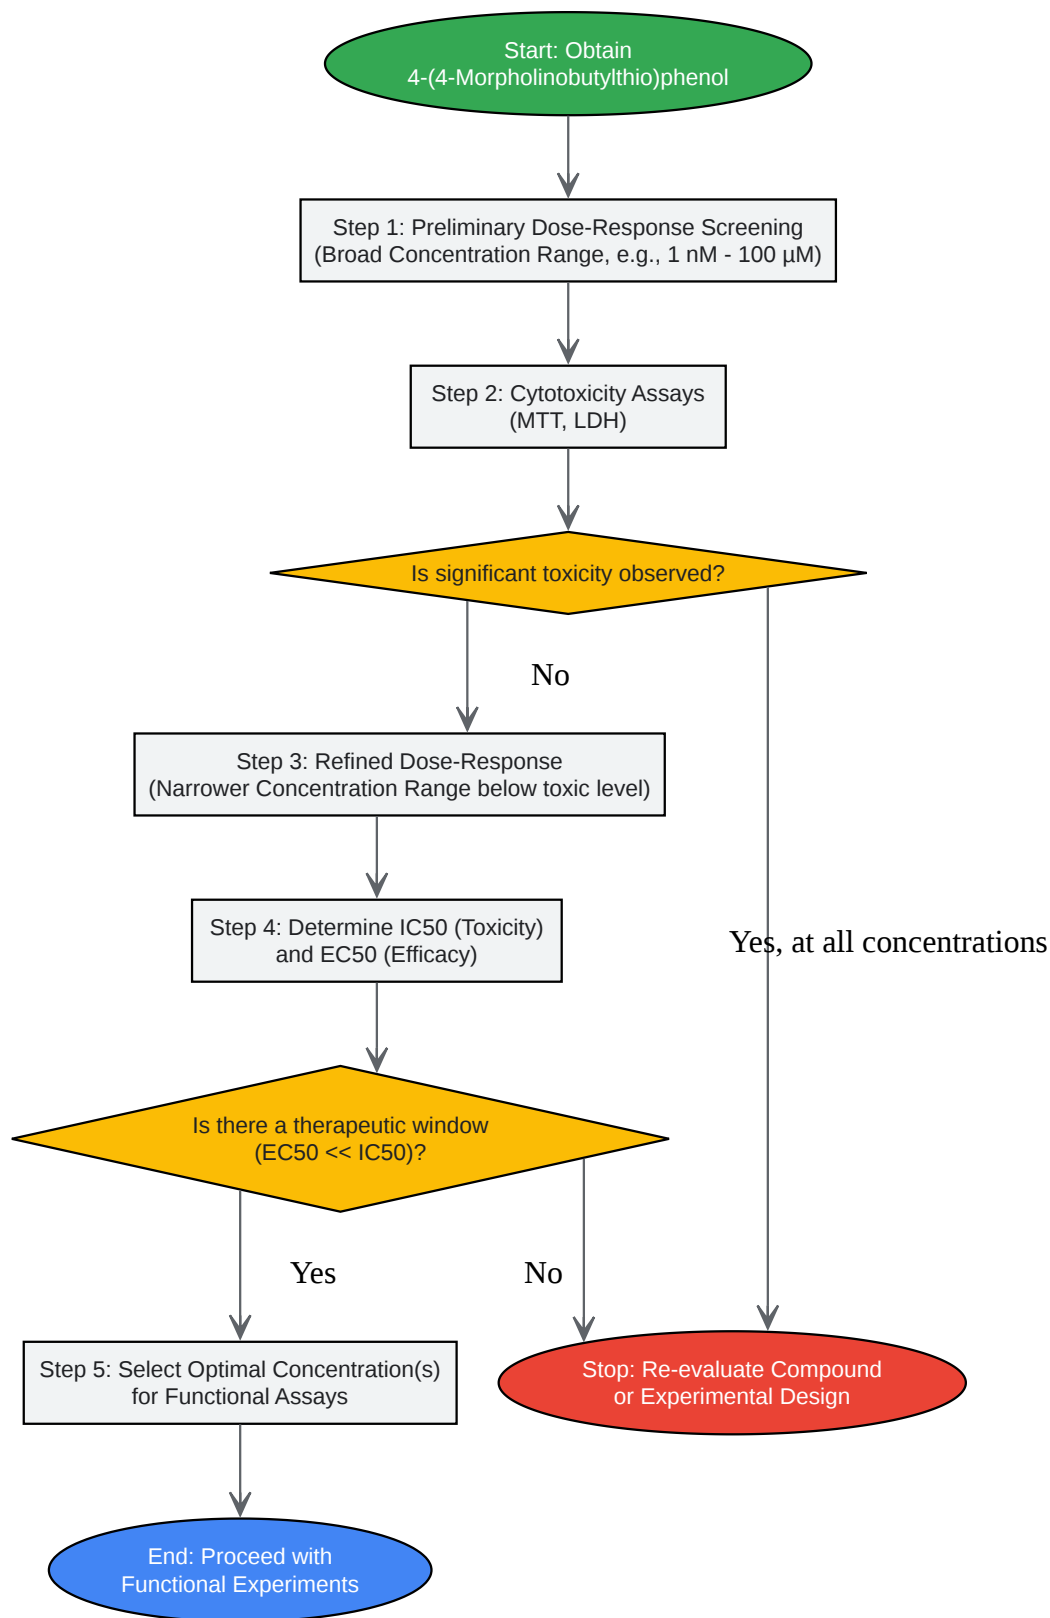 Start: Obtain
4-(4-Morpholinobutylthio)phenol
Step 1: Preliminary Dose-Response Screening
(Broad Concentration Range, e.g., 1 nM - 100 µM)
Step 2: Cytotoxicity Assays
(MTT, LDH)
Is significant toxicity observed?
No
Step 3: Refined Dose-Response
(Narrower Concentration Range below toxic level)
Step 4: Determine IC50 (Toxicity)
and EC50 (Efficacy)
Yes, at all concentrations
Is there a therapeutic window
(EC50 << IC50)?
Yes
No
Step 5: Select Optimal Concentration(s)
for Functional Assays
Stop: Re-evaluate Compound
or Experimental Design
End: Proceed with
Functional Experiments